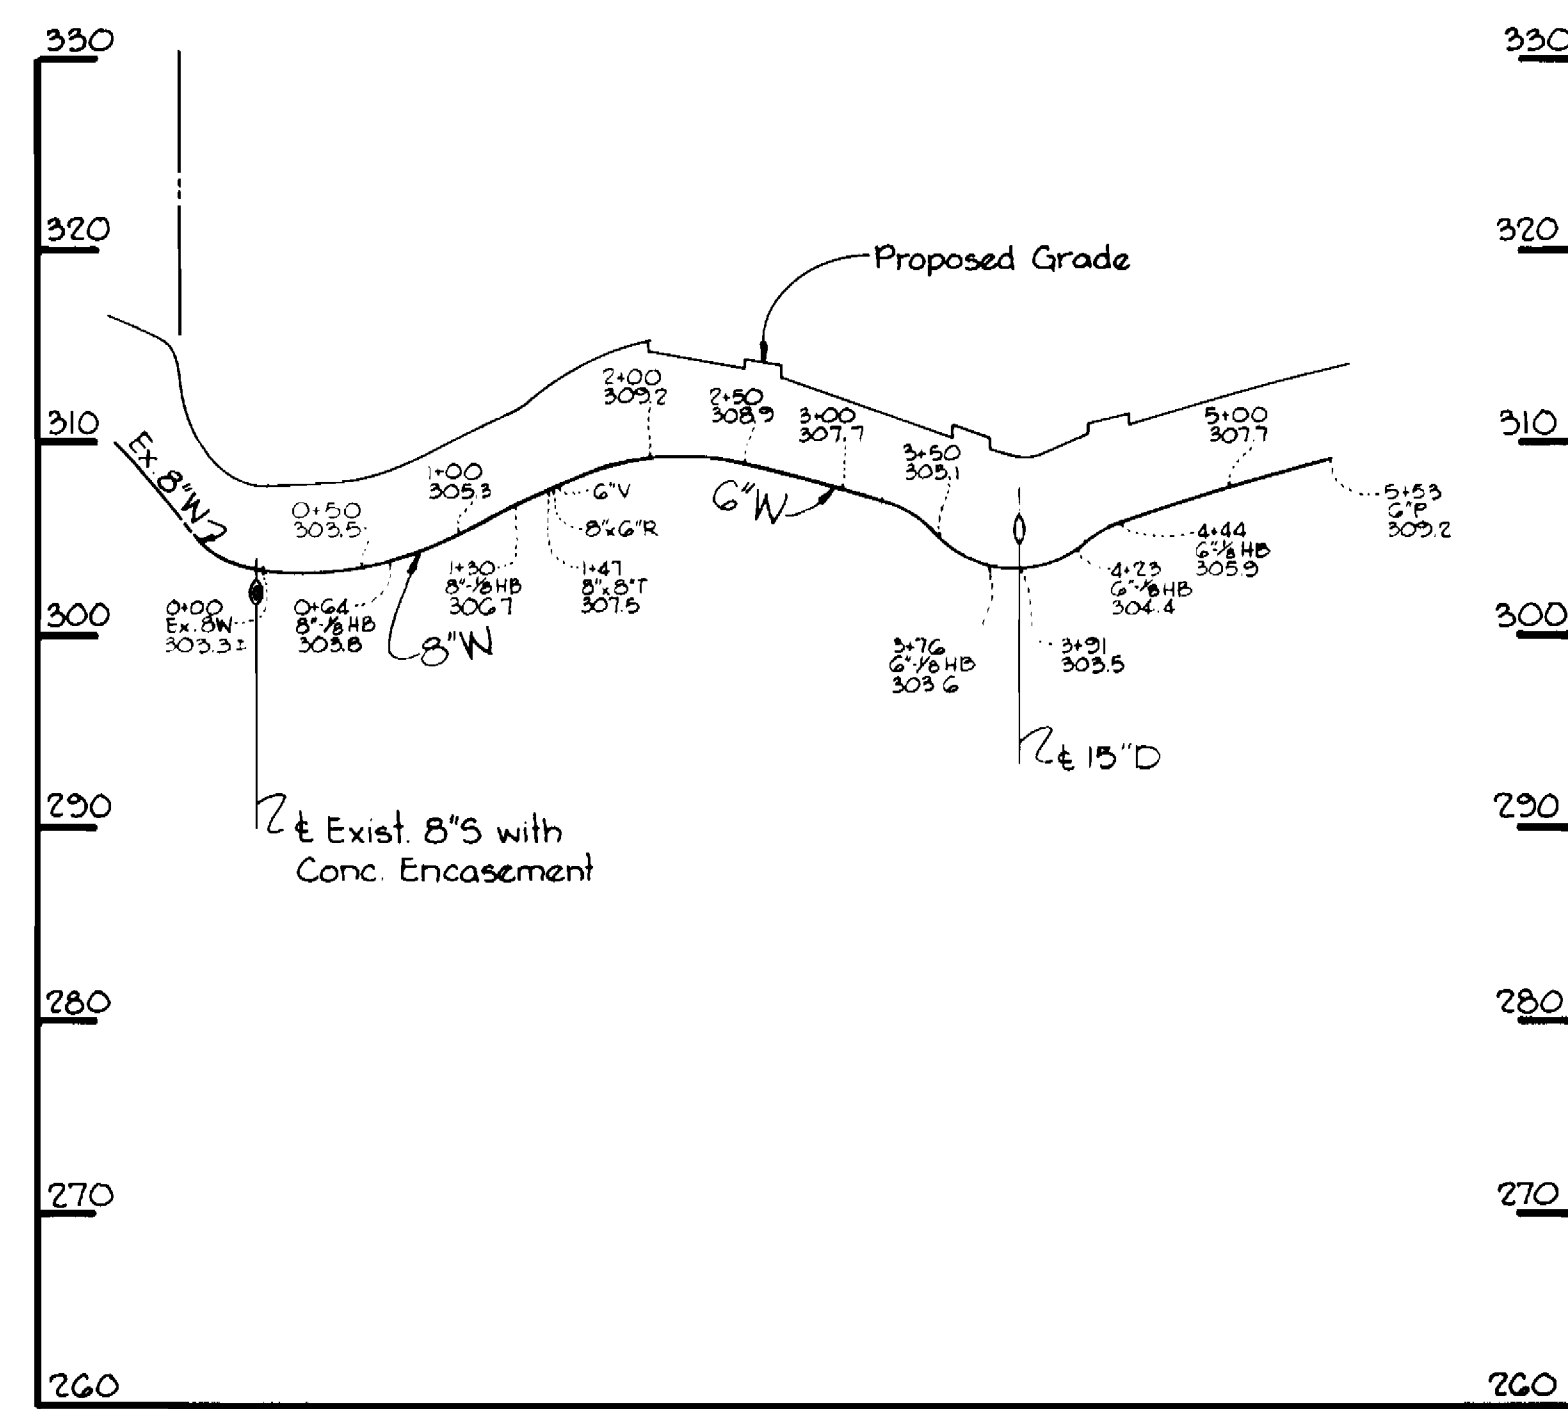 330
330
320
320
Proposed Grade
310
310
Ex. 8"W
2+00
309.2
2+50
308.9
3+00
307.7
5+00
307.7
1+00
305.3
3+50
305.1
0+50
303.5
6"V
6"W
8"x6"R
5+53
6"P
309.2
4+44
6"-1/8 HB
305.9
1+30
8"-1/8 HB
306.7
1+47
8"x8"T
307.5
4+23
6"-1/8 HB
304.4
300
300
0+00
Ex. 8W
303.3±
0+64
8"-1/8 HB
303.8
8"W
3+76
6"-1/8 HB
303.6
3+91
303.5
℄ 15"D
290
290
℄ Exist. 8"S with
Conc. Encasement
280
280
270
270
260
260